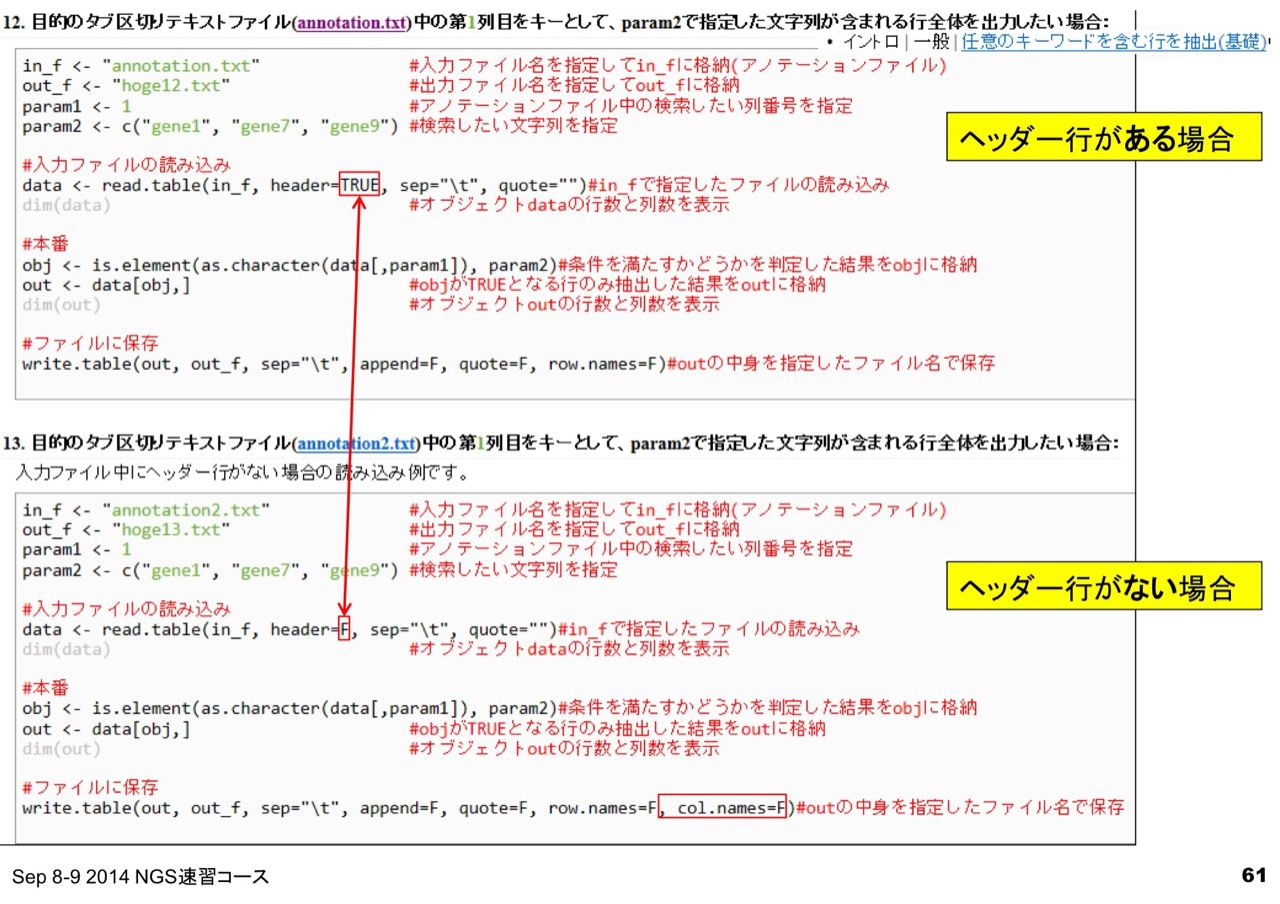 12. 目的のタブ区切りテキストファイル(annotation.txt)中の第1列目をキーとして、param2で指定した文字列が含まれる行全体を出力したい場合:
• イントロ | 一般 | 任意のキーワードを含む行を抽出(基礎)
in_f <- "annotation.txt" #入力ファイル名を指定してin_fに格納(アノテーションファイル)
out_f <- "hoge12.txt" #出力ファイル名を指定してout_fに格納
param1 <- 1 #アノテーションファイル中の検索したい列番号を指定
param2 <- c("gene1", "gene7", "gene9") #検索したい文字列を指定
ヘッダー行がある場合
#入力ファイルの読み込み
data <- read.table(in_f, header=TRUE, sep="\t", quote="")#in_fで指定したファイルの読み込み
dim(data) #オブジェクトdataの行数と列数を表示
#本番
obj <- is.element(as.character(data[,param1]), param2)#条件を満たすかどうかを判定した結果をobjに格納
out <- data[obj,] #objがTRUEとなる行のみ抽出した結果をoutに格納
dim(out) #オブジェクトoutの行数と列数を表示
#ファイルに保存
write.table(out, out_f, sep="\t", append=F, quote=F, row.names=F)#outの中身を指定したファイル名で保存
13. 目的のタブ区切りテキストファイル(annotation2.txt)中の第1列目をキーとして、param2で指定した文字列が含まれる行全体を出力したい場合:
入力ファイル中にヘッダー行がない場合の読み込み例です。
in_f <- "annotation2.txt" #入力ファイル名を指定してin_fに格納(アノテーションファイル)
out_f <- "hoge13.txt" #出力ファイル名を指定してout_fに格納
param1 <- 1 #アノテーションファイル中の検索したい列番号を指定
param2 <- c("gene1", "gene7", "gene9") #検索したい文字列を指定
ヘッダー行がない場合
#入力ファイルの読み込み
data <- read.table(in_f, header=F, sep="\t", quote="")#in_fで指定したファイルの読み込み
dim(data) #オブジェクトdataの行数と列数を表示
#本番
obj <- is.element(as.character(data[,param1]), param2)#条件を満たすかどうかを判定した結果をobjに格納
out <- data[obj,] #objがTRUEとなる行のみ抽出した結果をoutに格納
dim(out) #オブジェクトoutの行数と列数を表示
#ファイルに保存
write.table(out, out_f, sep="\t", append=F, quote=F, row.names=F, col.names=F)#outの中身を指定したファイル名で保存
Sep 8-9 2014 NGS速習コース
61